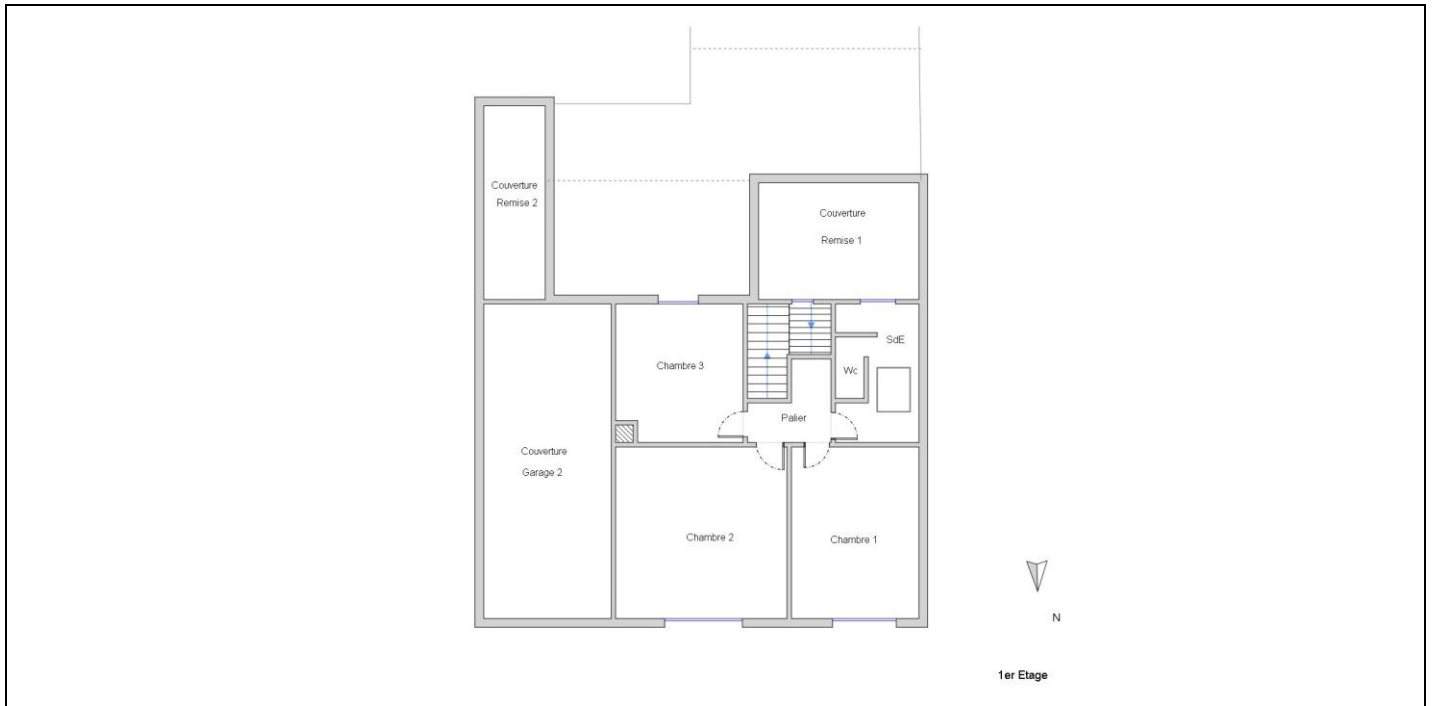 Couverture
Remise 2
Couverture
Remise 1
SdE
Chambre 3
Wc
Palier
Couverture
Garage 2
Chambre 2
Chambre 1
N
1er Etage